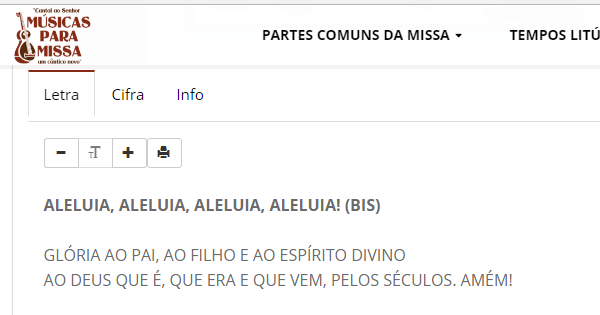 "Cantai ao Senhor
MÚSICAS
PARA
MISSA
um cântico novo"
PARTES COMUNS DA MISSA
TEMPOS LITÚ
Letra
Cifra
Info
- T +
ALELUIA, ALELUIA, ALELUIA, ALELUIA! (BIS)
GLÓRIA AO PAI, AO FILHO E AO ESPÍRITO DIVINO
AO DEUS QUE É, QUE ERA E QUE VEM, PELOS SÉCULOS. AMÉM!